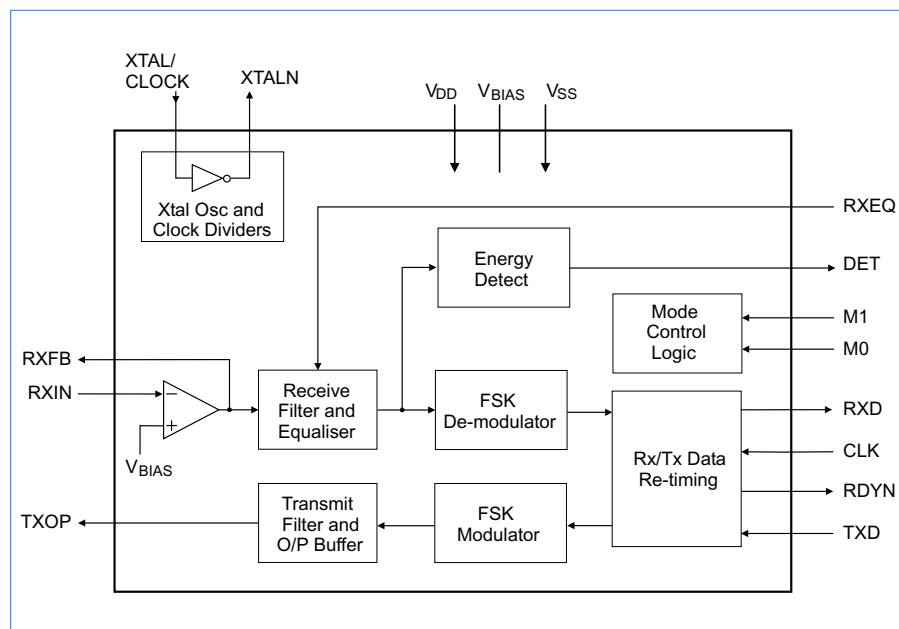 XTAL/
CLOCK
XTALN
VDD
VBIAS
VSS
Xtal Osc and
Clock Dividers
RXEQ
Energy
Detect
DET
Mode
Control
Logic
M1
M0
RXFB
RXIN
−
+
VBIAS
Receive
Filter and
Equaliser
FSK
De-modulator
Rx/Tx Data
Re-timing
RXD
CLK
RDYN
TXD
TXOP
Transmit
Filter and
O/P Buffer
FSK
Modulator